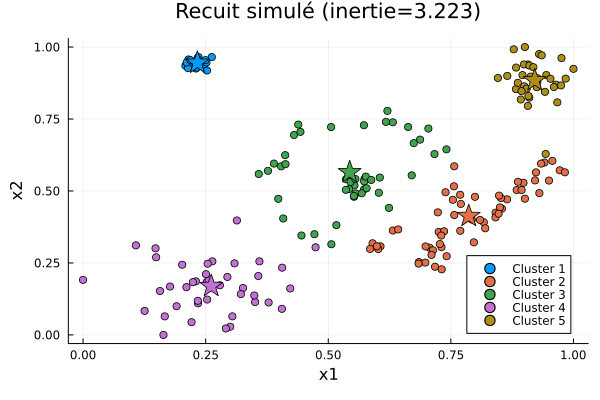 Recuit simulé (inertie=3.223)
1.00
0.75
0.50
0.25
0.00
x2
0.00
0.25
0.50
0.75
1.00
x1
Cluster 1
Cluster 2
Cluster 3
Cluster 4
Cluster 5